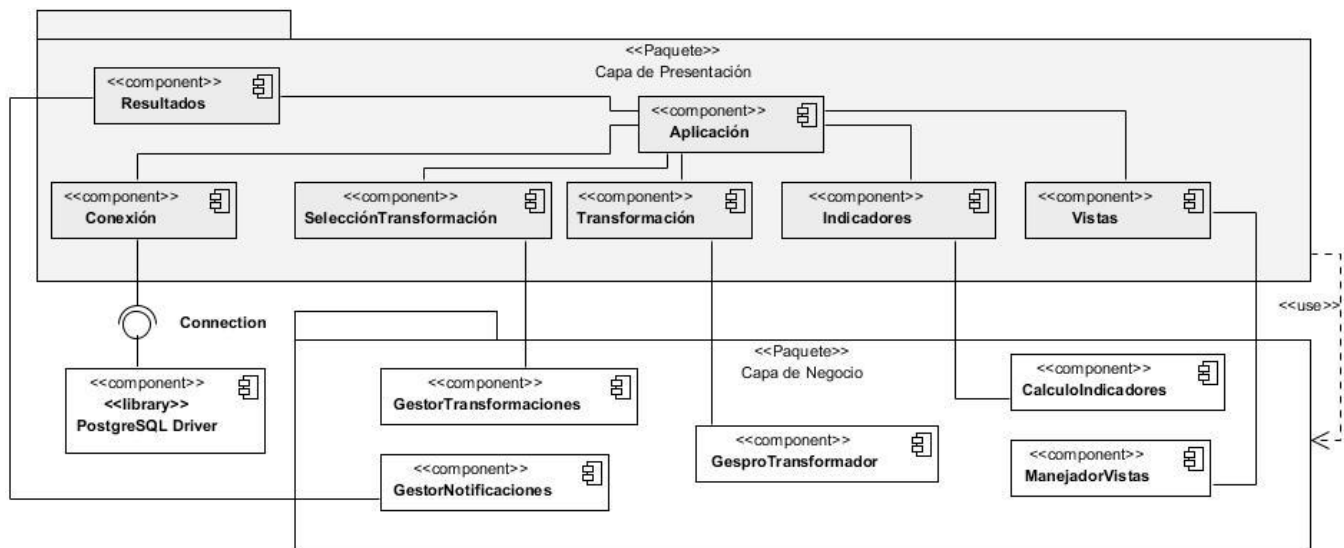 <<Paquete>>
Capa de Presentación
<<component>>
Resultados
<<component>>
Aplicación
<<component>>
Conexión
<<component>>
SelecciónTransformación
<<component>>
Transformación
<<component>>
Indicadores
<<component>>
Vistas
<<use>>
Connection
<<Paquete>>
Capa de Negocio
<<component>>
<<library>>
PostgreSQL Driver
<<component>>
GestorTransformaciones
<<component>>
CalculoIndicadores
<<component>>
GesproTransformador
<<component>>
GestorNotificaciones
<<component>>
ManejadorVistas